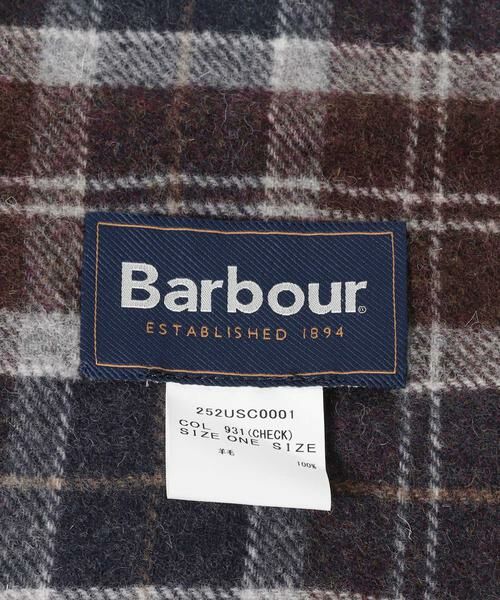 Barbour®
ESTABLISHED 1894
252USC0001
COL 931(CHECK)
SIZE ONE SIZE
羊毛 100%